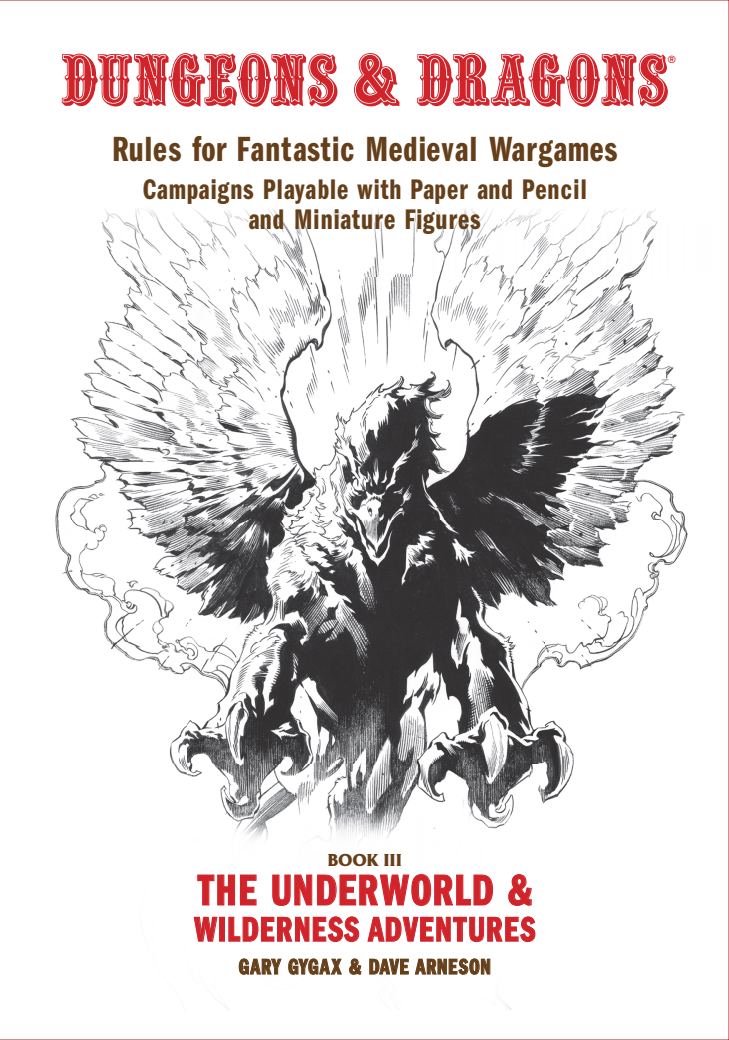 DUNGEONS & DRAGONS®
Rules for Fantastic Medieval Wargames
Campaigns Playable with Paper and Pencil
and Miniature Figures
BOOK III
THE UNDERWORLD &
WILDERNESS ADVENTURES
GARY GYGAX & DAVE ARNESON